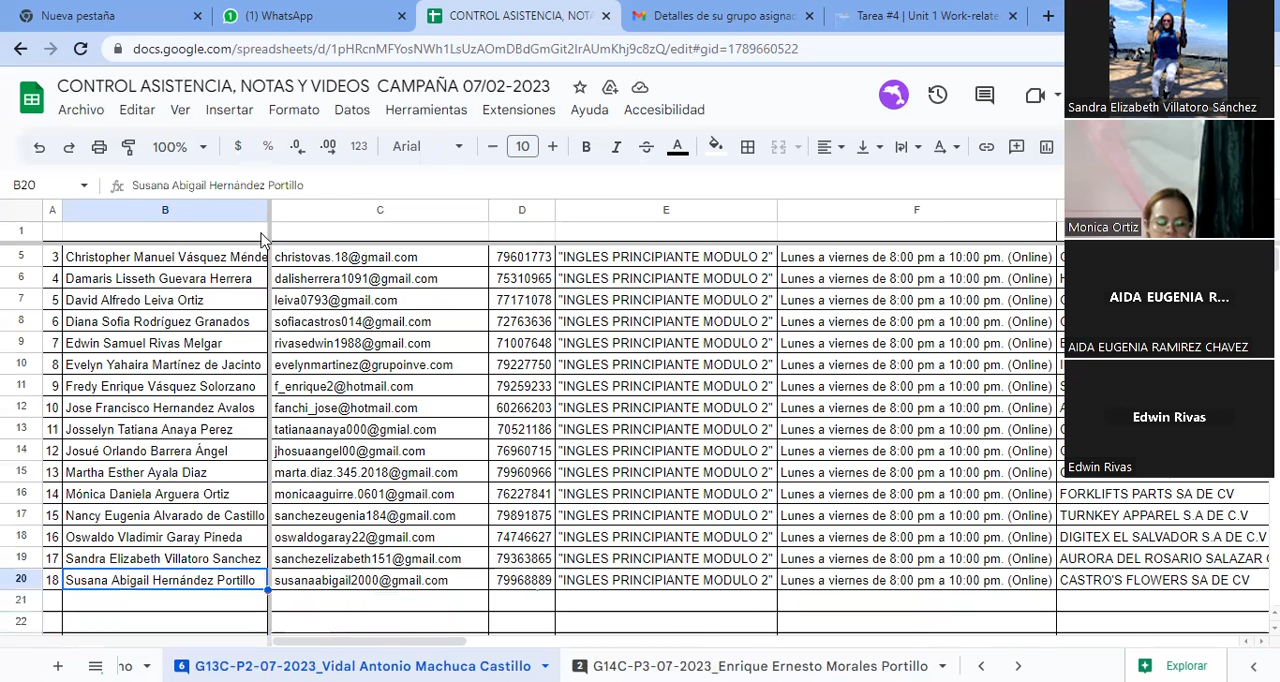 Nueva pestaña
(1) WhatsApp
CONTROL ASISTENCIA, NOTA
Detalles de su grupo asignad
Tarea #4 | Unit 1 Work-relate
docs.google.com/spreadsheets/d/1pHRcnMFYosNWh1LsUzAOmDBdGmGit2IrAUmKhj9c8zQ/edit#gid=1789660522
CONTROL ASISTENCIA, NOTAS Y VIDEOS CAMPAÑA 07/02-2023
Archivo Editar Ver Insertar Formato Datos Herramientas Extensiones Ayuda Accesibilidad
100% $ % .0 .00 123 Arial 10 B I S A
B20 fx Susana Abigail Hernández Portillo
A B C D E F
1
5 3 Christopher Manuel Vásquez Ménde christovas.18@gmail.com 79601773 "INGLES PRINCIPIANTE MODULO 2" Lunes a viernes de 8:00 pm a 10:00 pm. (Online)
6 4 Damaris Lisseth Guevara Herrera dalisherrera1091@gmail.com 75310965 "INGLES PRINCIPIANTE MODULO 2" Lunes a viernes de 8:00 pm a 10:00 pm. (Online)
7 5 David Alfredo Leiva Ortiz leiva0793@gmail.com 77171078 "INGLES PRINCIPIANTE MODULO 2" Lunes a viernes de 8:00 pm a 10:00 pm. (Online)
8 6 Diana Sofia Rodríguez Granados sofiacastros014@gmail.com 72763636 "INGLES PRINCIPIANTE MODULO 2" Lunes a viernes de 8:00 pm a 10:00 pm. (Online)
9 7 Edwin Samuel Rivas Melgar rivasedwin1988@gmail.com 71007648 "INGLES PRINCIPIANTE MODULO 2" Lunes a viernes de 8:00 pm a 10:00 pm. (Online)
10 8 Evelyn Yahaira Martínez de Jacinto evelynmartinez@grupoinve.com 75227750 "INGLES PRINCIPIANTE MODULO 2" Lunes a viernes de 8:00 pm a 10:00 pm. (Online)
11 9 Fredy Enrique Vásquez Solorzano f_enrique2@hotmail.com 79259233 "INGLES PRINCIPIANTE MODULO 2" Lunes a viernes de 8:00 pm a 10:00 pm. (Online)
12 10 Jose Francisco Hernandez Avalos fanchi_jose@hotmail.com 60266203 "INGLES PRINCIPIANTE MODULO 2" Lunes a viernes de 8:00 pm a 10:00 pm. (Online)
13 11 Josselyn Tatiana Anaya Perez tatianaanaya000@gmial.com 70521186 "INGLES PRINCIPIANTE MODULO 2" Lunes a viernes de 8:00 pm a 10:00 pm. (Online)
14 12 Josué Orlando Barrera Ángel jhosuaangel00@gmail.com 76960715 "INGLES PRINCIPIANTE MODULO 2" Lunes a viernes de 8:00 pm a 10:00 pm. (Online)
15 13 Martha Esther Ayala Diaz marta.diaz.345.000@gmail.com 79960966 "INGLES PRINCIPIANTE MODULO 2" Lunes a viernes de 8:00 pm a 10:00 pm. (Online)
16 14 Mónica Daniela Arguera Ortiz monicaaguirre.0601@gmail.com 76227841 "INGLES PRINCIPIANTE MODULO 2" Lunes a viernes de 8:00 pm a 10:00 pm. (Online) FORKLIFTS PARTS SA DE CV
17 15 Nancy Eugenia Alvarado de Castillo sanchezeugenia184@gmail.com 79891875 "INGLES PRINCIPIANTE MODULO 2" Lunes a viernes de 8:00 pm a 10:00 pm. (Online) TURNKEY APPAREL S.A DE C.V
18 16 Oswaldo Vladimir Garay Pineda oswaldogaray22@gmail.com 74746627 "INGLES PRINCIPIANTE MODULO 2" Lunes a viernes de 8:00 pm a 10:00 pm. (Online) DIGITEX EL SALVADOR S.A DE C.V
19 17 Sandra Elizabeth Villatoro Sanchez sanchezelizabeth151@gmail.com 79363865 "INGLES PRINCIPIANTE MODULO 2" Lunes a viernes de 8:00 pm a 10:00 pm. (Online) AURORA DEL ROSARIO SALAZAR
20 18 Susana Abigail Hernández Portillo susanaabigail2000@gmail.com 79968889 "INGLES PRINCIPIANTE MODULO 2" Lunes a viernes de 8:00 pm a 10:00 pm. (Online) CASTRO'S FLOWERS SA DE CV
21
22
no 6 G13C-P2-07-2023_Vidal Antonio Machuca Castillo 2 G14C-P3-07-2023_Enrique Ernesto Morales Portillo Explorar
Sandra Elizabeth Villatoro Sánchez
Monica Ortiz
AIDA EUGENIA R...
AIDA EUGENIA RAMIREZ CHAVEZ
Edwin Rivas
Edwin Rivas